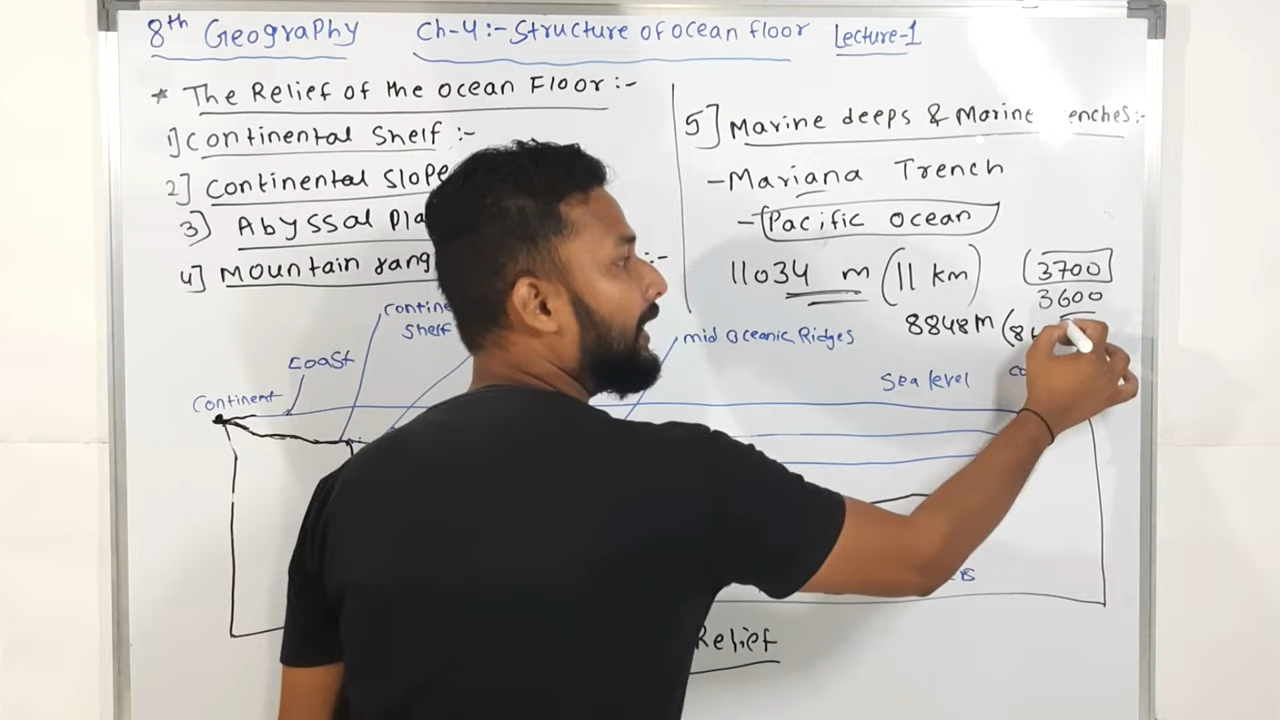 8th Geography Ch-4:- Structure of ocean floor Lecture-1
* The Relief of the ocean Floor:-
1] Continental Shelf :-
2] Continental Slope
3] Abyssal Pla
4] Mountain rang :-
5] Marine deeps & Marine enches:-
- Mariana Trench
- Pacific ocean
11034 m (11 km)
3700
3600
8848m (8
contine
Shelf
coast
Continent
mid Oceanic Ridges
Sea level
Relief